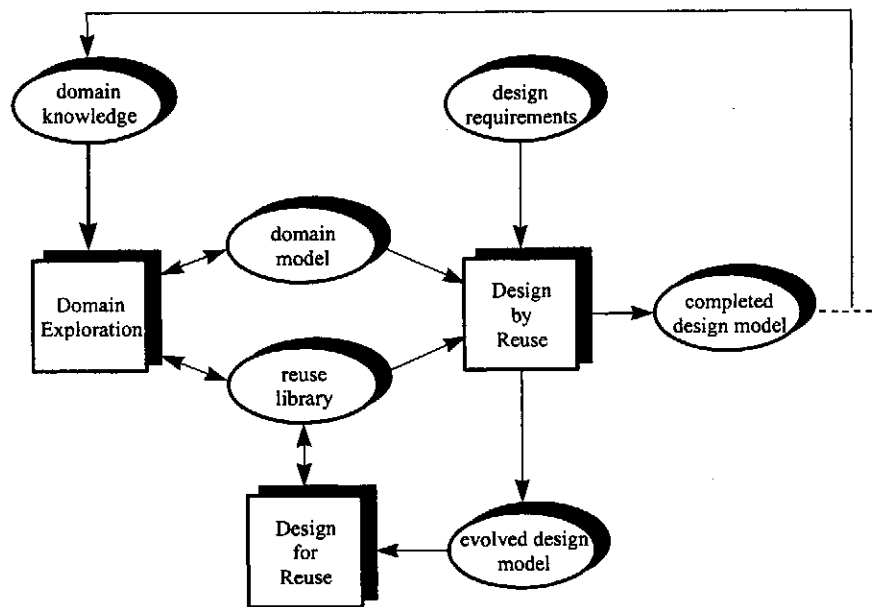 domain
knowledge
design
requirements
domain
model
Domain
Exploration
Design
by
Reuse
completed
design model
reuse
library
Design
for
Reuse
evolved design
model